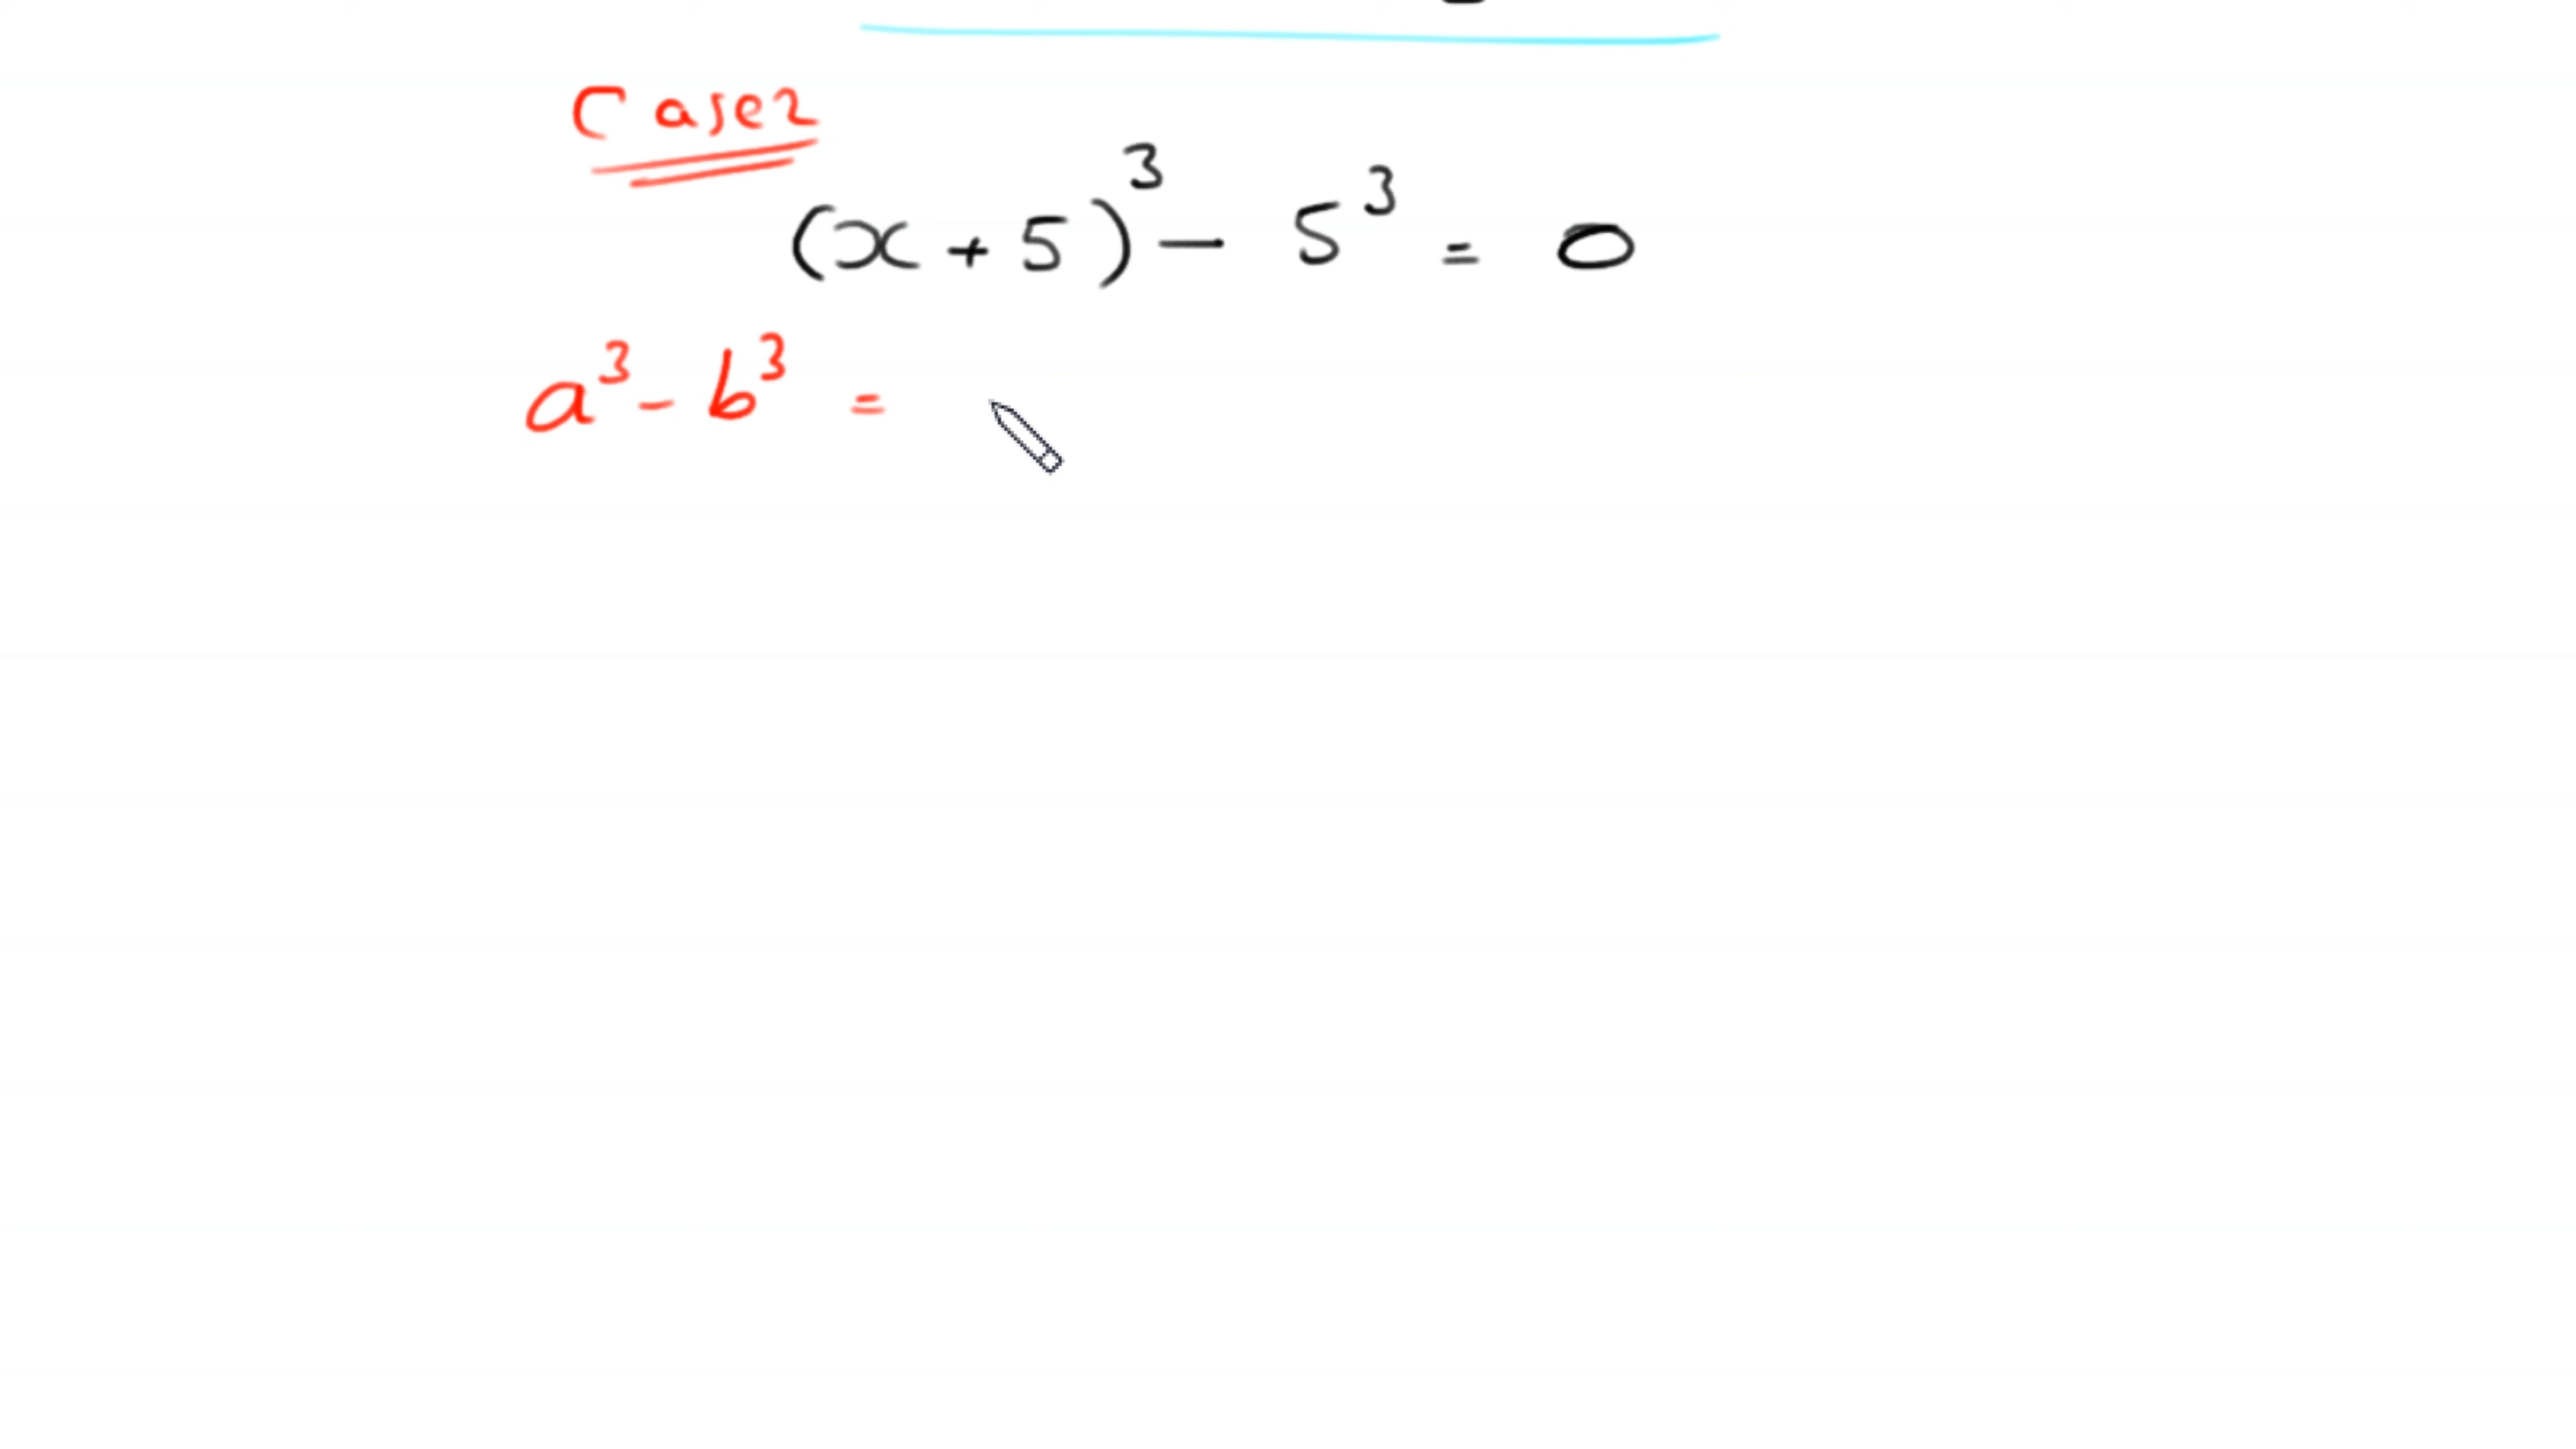 Case2
(x + 5)³ - 5³ = 0
a³ - b³ =